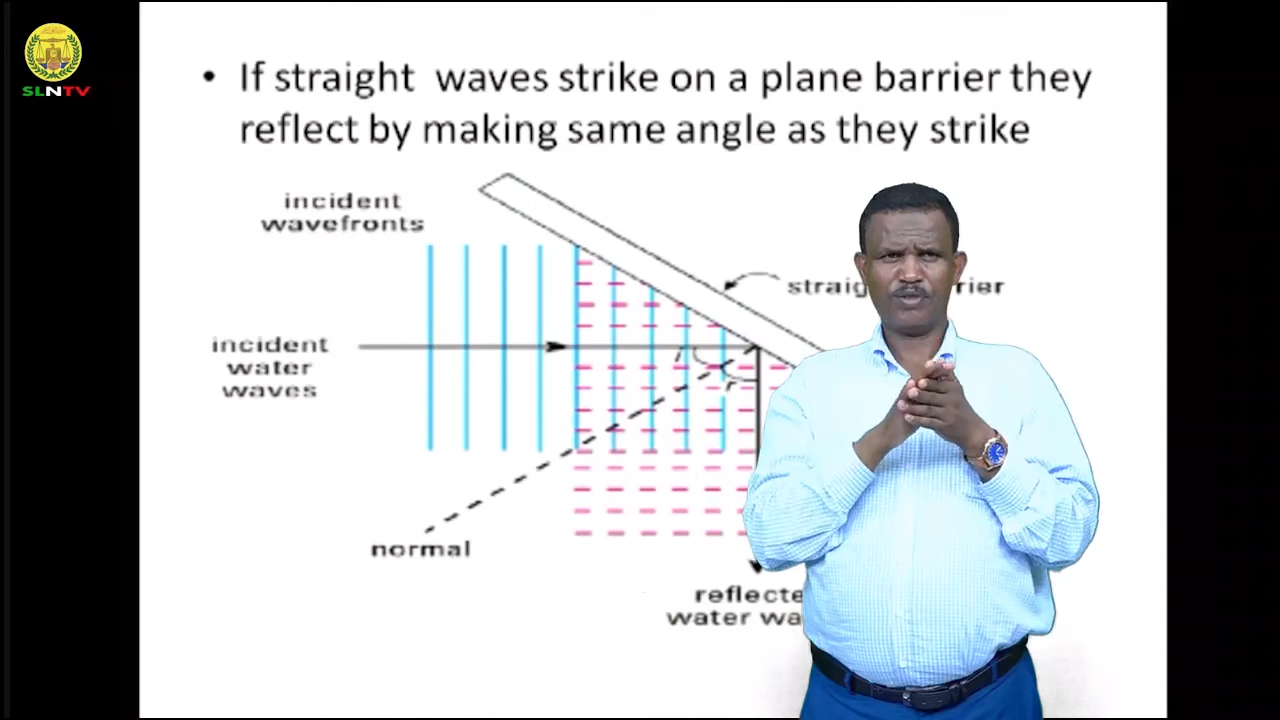 SLNTV
• If straight waves strike on a plane barrier they
reflect by making same angle as they strike
incident
wavefronts
incident
water
waves
normal